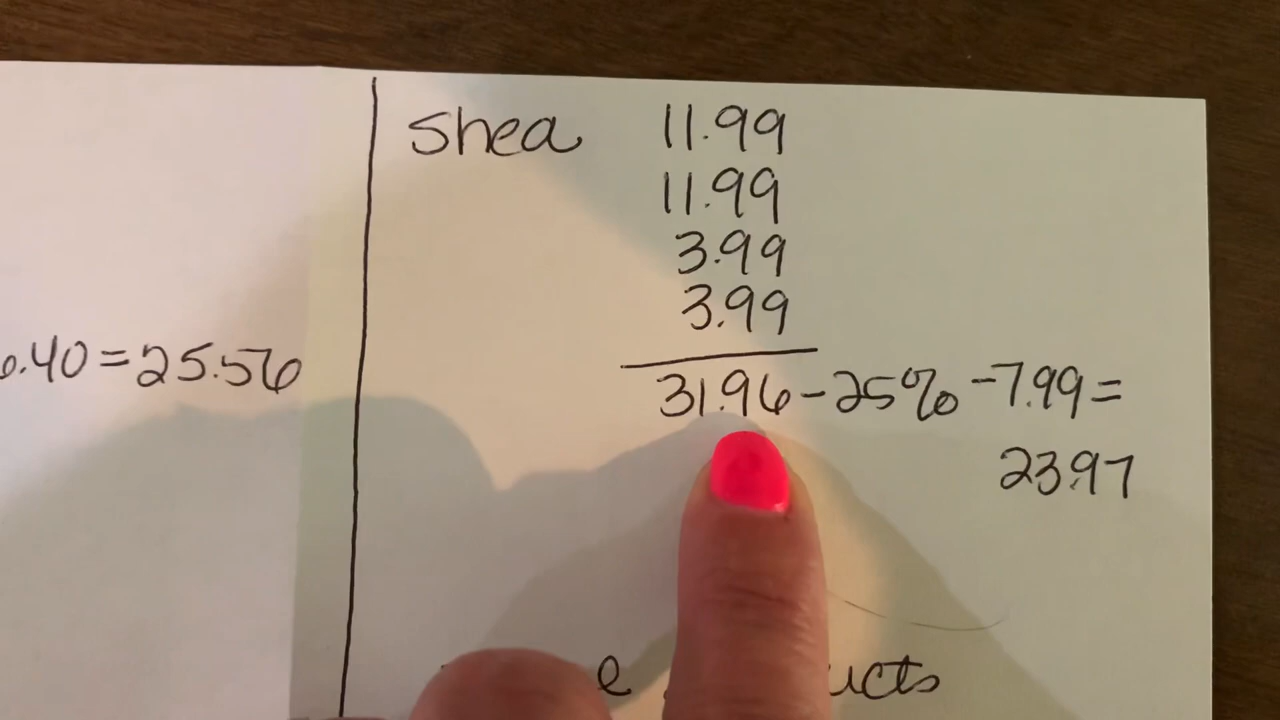 shea 11.99
11.99
3.99
3.99
31.96 - 25% - 7.99 =
23.97
.40 = 25.56